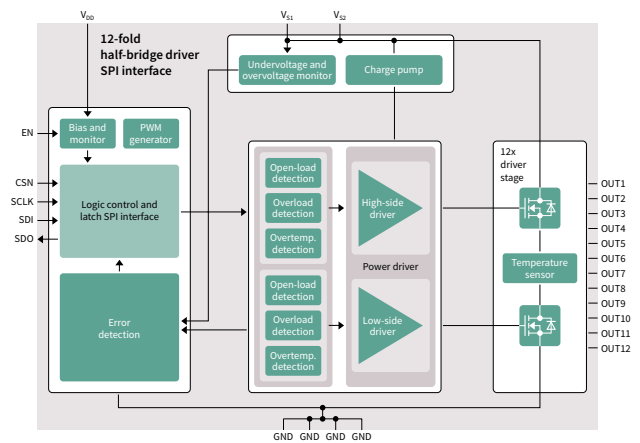 VDD
VS1
VS2
12-fold
half-bridge driver
SPI interface
Undervoltage and
overvoltage monitor
Charge pump
EN
Bias and
monitor
PWM
generator
CSN
SCLK
SDI
SDO
Logic control and
latch SPI interface
Error
detection
Open-load
detection
Overload
detection
Overtemp.
detection
High-side
driver
Power driver
Open-load
detection
Overload
detection
Overtemp.
detection
Low-side
driver
12x
driver
stage
Temperature
sensor
OUT1
OUT2
OUT3
OUT4
OUT5
OUT6
OUT7
OUT8
OUT9
OUT10
OUT11
OUT12
GND GND GND GND